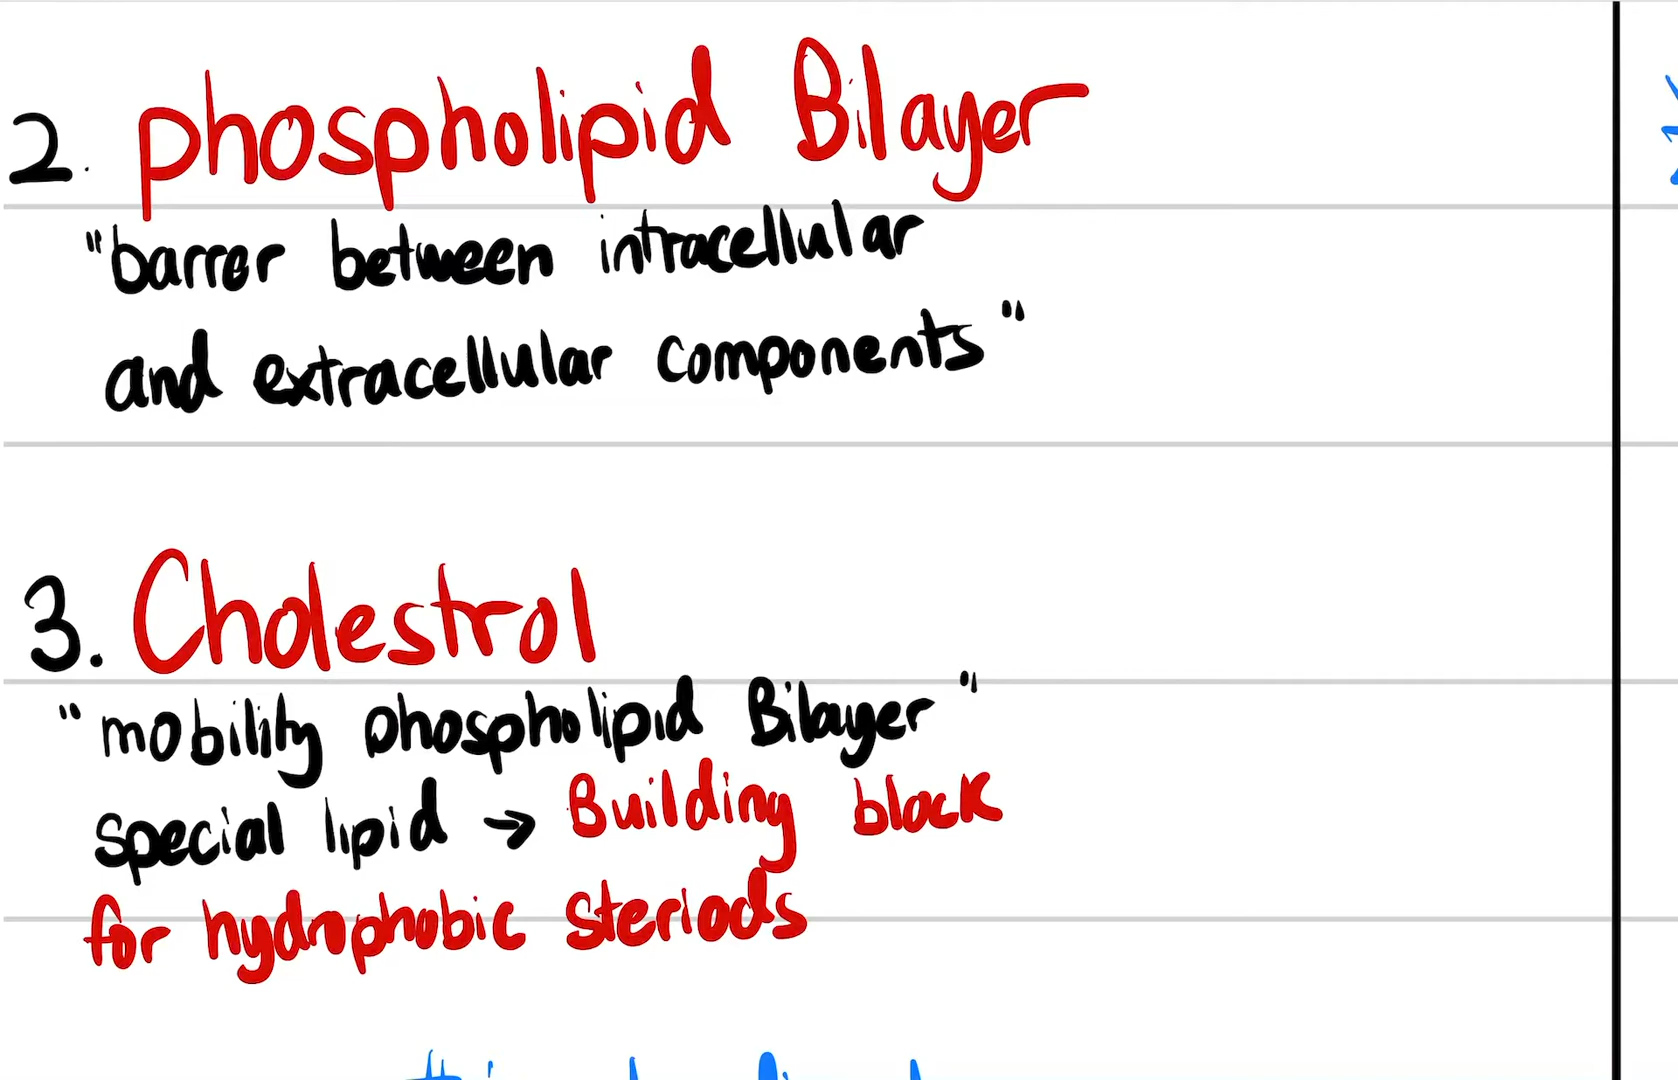 2. phospholipid Bilayer
"barrer between intracellular
and extracellular components"
3. Cholestrol
"mobility phospholipid Bilayer"
special lipid → Building block
for hydrophobic steriods